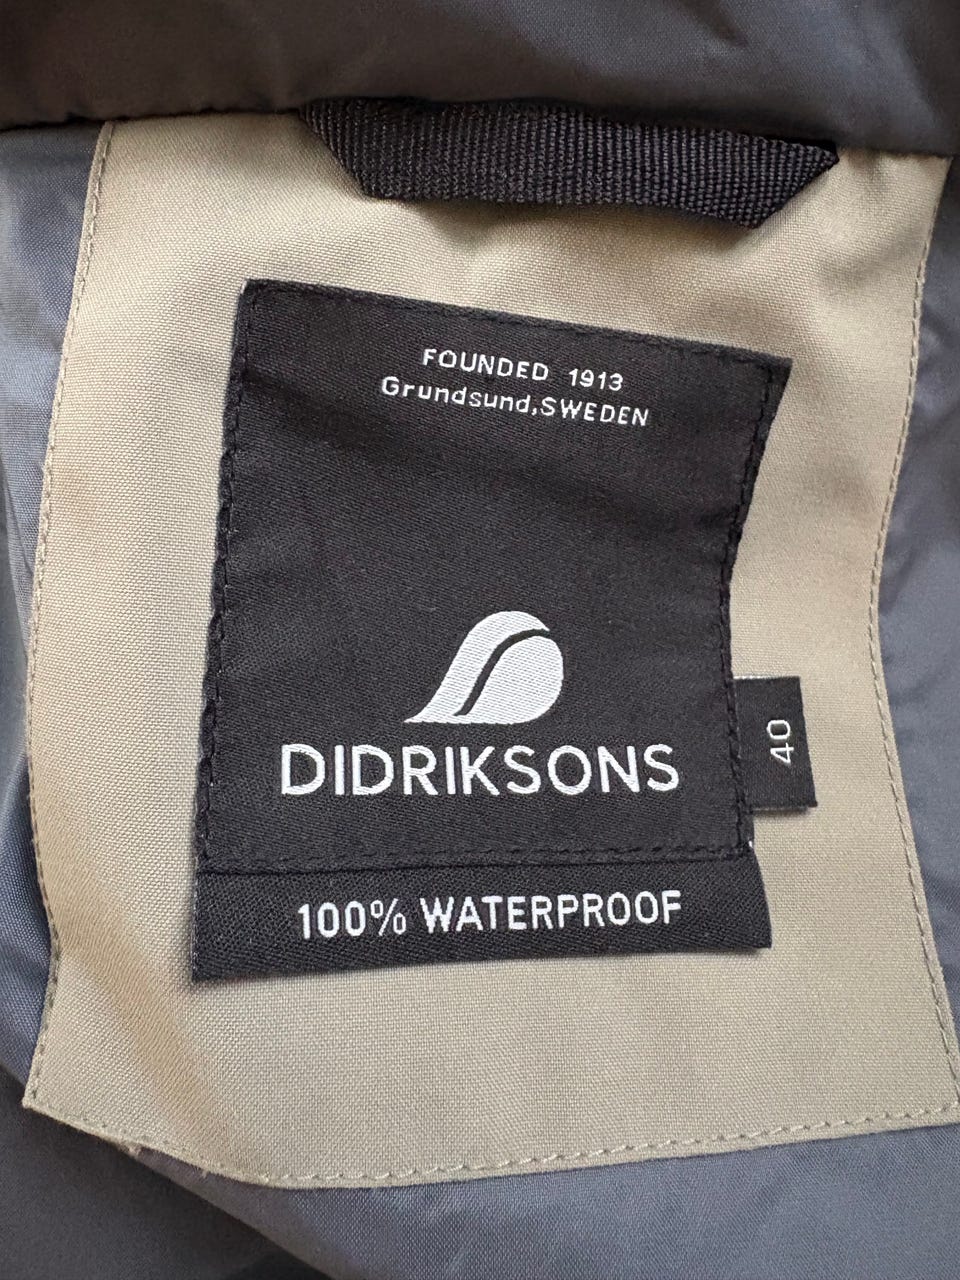 FOUNDED 1913
Grundsund,SWEDEN
DIDRIKSONS
40
100% WATERPROOF